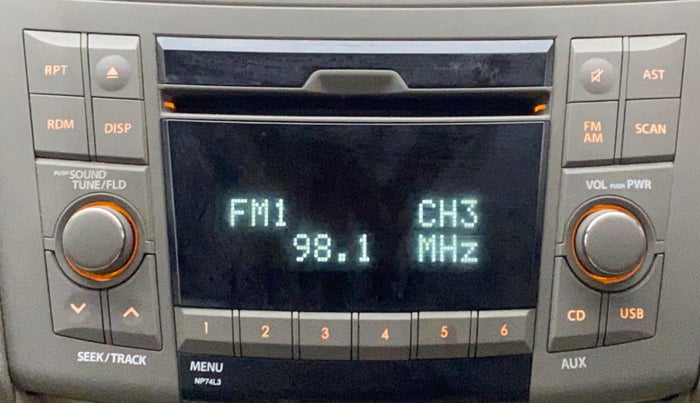 RPT
AST
RDM
DISP
FM
AM
SCAN
PUSH SOUND
TUNE/FLD
VOL PUSH PWR
FM1 CH3
98.1 MHz
1 2 3 4 5 6
CD
USB
SEEK/TRACK
MENU
NP74L3
AUX